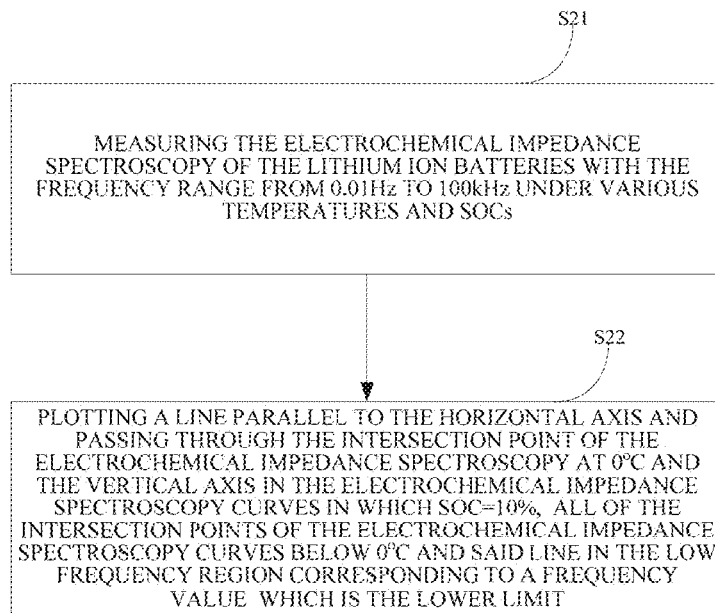 S21
MEASURING THE ELECTROCHEMICAL IMPEDANCE
SPECTROSCOPY OF THE LITHIUM ION BATTERIES WITH THE
FREQUENCY RANGE FROM 0.01Hz TO 100kHz UNDER VARIOUS
TEMPERATURES AND SOCs
S22
PLOTTING A LINE PARALLEL TO THE HORIZONTAL AXIS AND
PASSING THROUGH THE INTERSECTION POINT OF THE
ELECTROCHEMICAL IMPEDANCE SPECTROSCOPY AT 0°C AND
THE VERTICAL AXIS IN THE ELECTROCHEMICAL IMPEDANCE
SPECTROSCOPY CURVES IN WHICH SOC=10%, ALL OF THE
INTERSECTION POINTS OF THE ELECTROCHEMICAL IMPEDANCE
SPECTROSCOPY CURVES BELOW 0°C AND SAID LINE IN THE LOW
FREQUENCY REGION CORRESPONDING TO A FREQUENCY
VALUE WHICH IS THE LOWER LIMIT